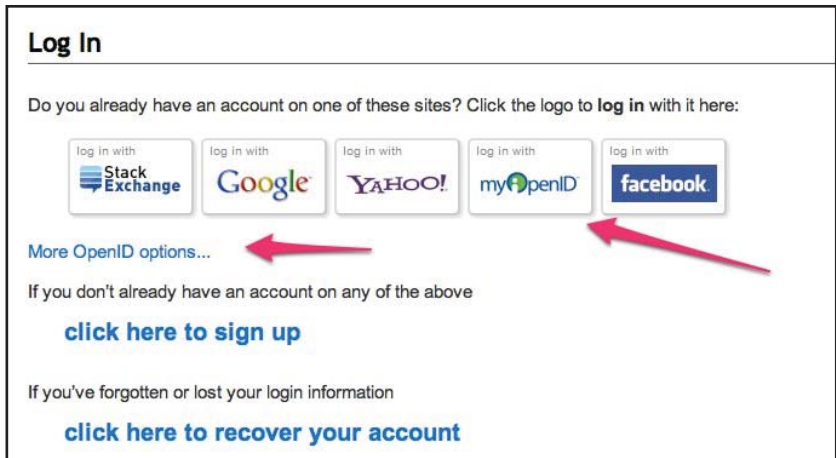 Log In
Do you already have an account on one of these sites? Click the logo to log in with it here:
log in with log in with log in with log in with log in with
Stack Exchange Google YAHOO! myOpenID facebook
More OpenID options...
If you don't already have an account on any of the above
click here to sign up
If you've forgotten or lost your login information
click here to recover your account